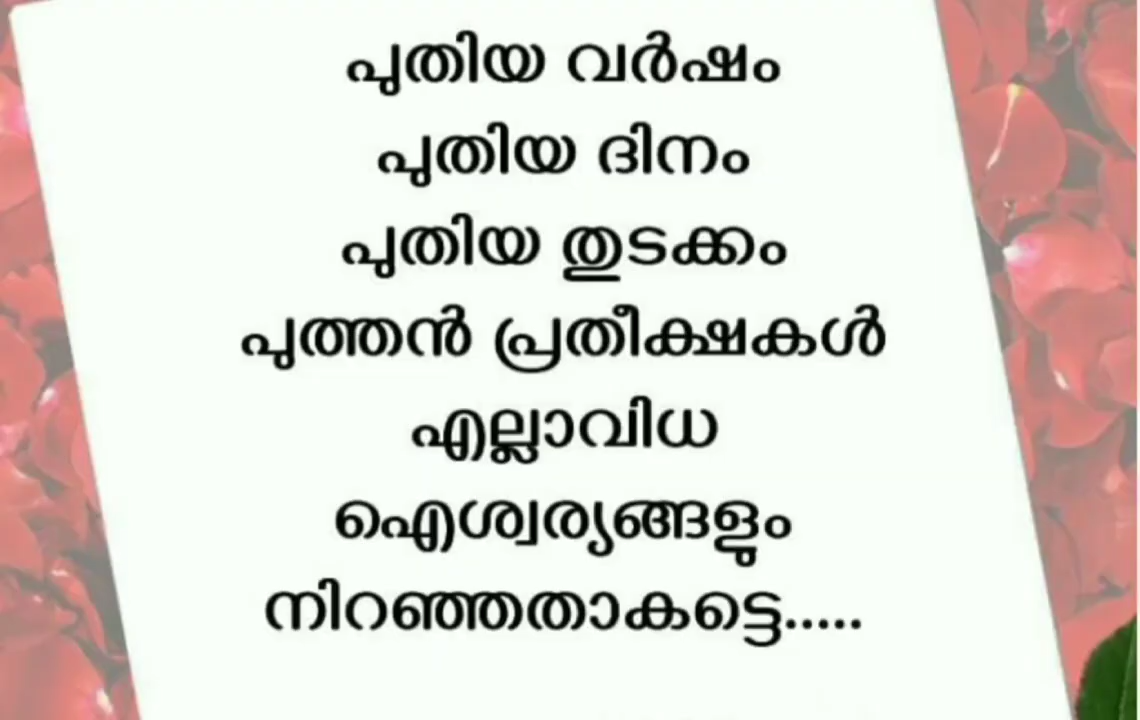 പുതിയ വർഷം
പുതിയ ദിനം
പുതിയ തുടക്കം
പുത്തൻ പ്രതീക്ഷകൾ
എല്ലാവിധ
ഐശ്വര്യങ്ങളും
നിറഞ്ഞതാകട്ടെ.....